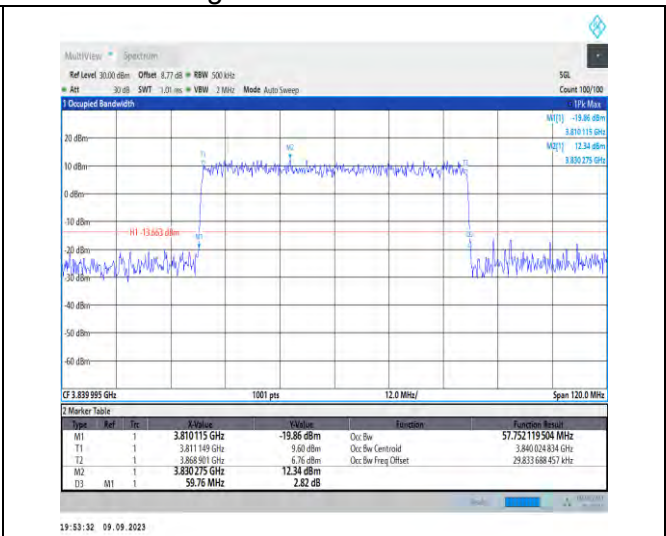 MultiView Spectrum
Ref Level 30.00 dBm Offset 8.77 dB RBW 500 kHz SGL
Att 30 dB SWT 1.01 ms VBW 2 MHz Mode Auto Sweep Count 100/100
1 Occupied Bandwidth 1Pk Max
M1[1] -19.86 dBm
3.810 115 GHz
M2[1] 12.34 dBm
3.830 275 GHz
20 dBm
M2
T1
T2
10 dBm
0 dBm
-10 dBm
H1 -13.663 dBm
M1
D3
-20 dBm
-30 dBm
-40 dBm
-50 dBm
-60 dBm
CF 3.839 995 GHz 1001 pts 12.0 MHz/ Span 120.0 MHz
2 Marker Table
Type Ref Trc X-Value Y-Value Function Function Result
M1 1 3.810 115 GHz -19.86 dBm Occ Bw 57.752 119 504 MHz
T1 1 3.811 149 GHz 9.60 dBm Occ Bw Centroid 3.840 024 834 GHz
T2 1 3.868 901 GHz 6.76 dBm Occ Bw Freq Offset 29.833 688 457 kHz
M2 1 3.830 275 GHz 12.34 dBm
D3 M1 1 59.76 MHz 2.82 dB
19:53:32 09.09.2023